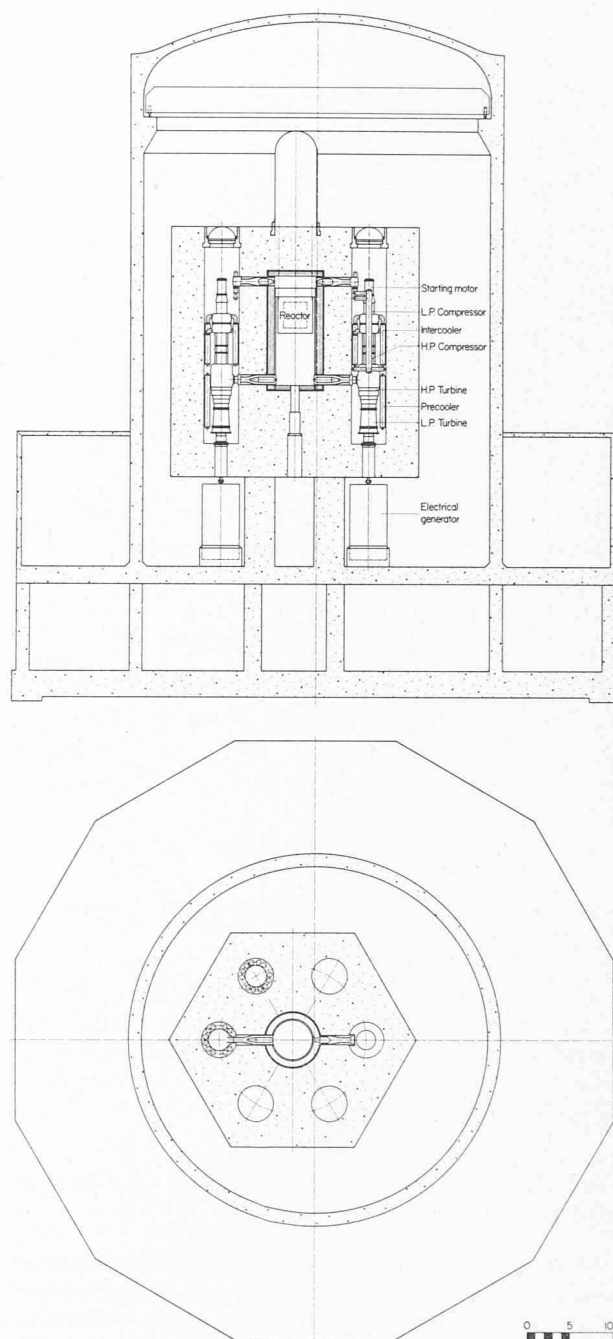 Starting motor
L.P. Compressor
Intercooler
Reactor
H.P. Compressor
H.P. Turbine
Precooler
L.P. Turbine
Electrical
generator
0 5 10